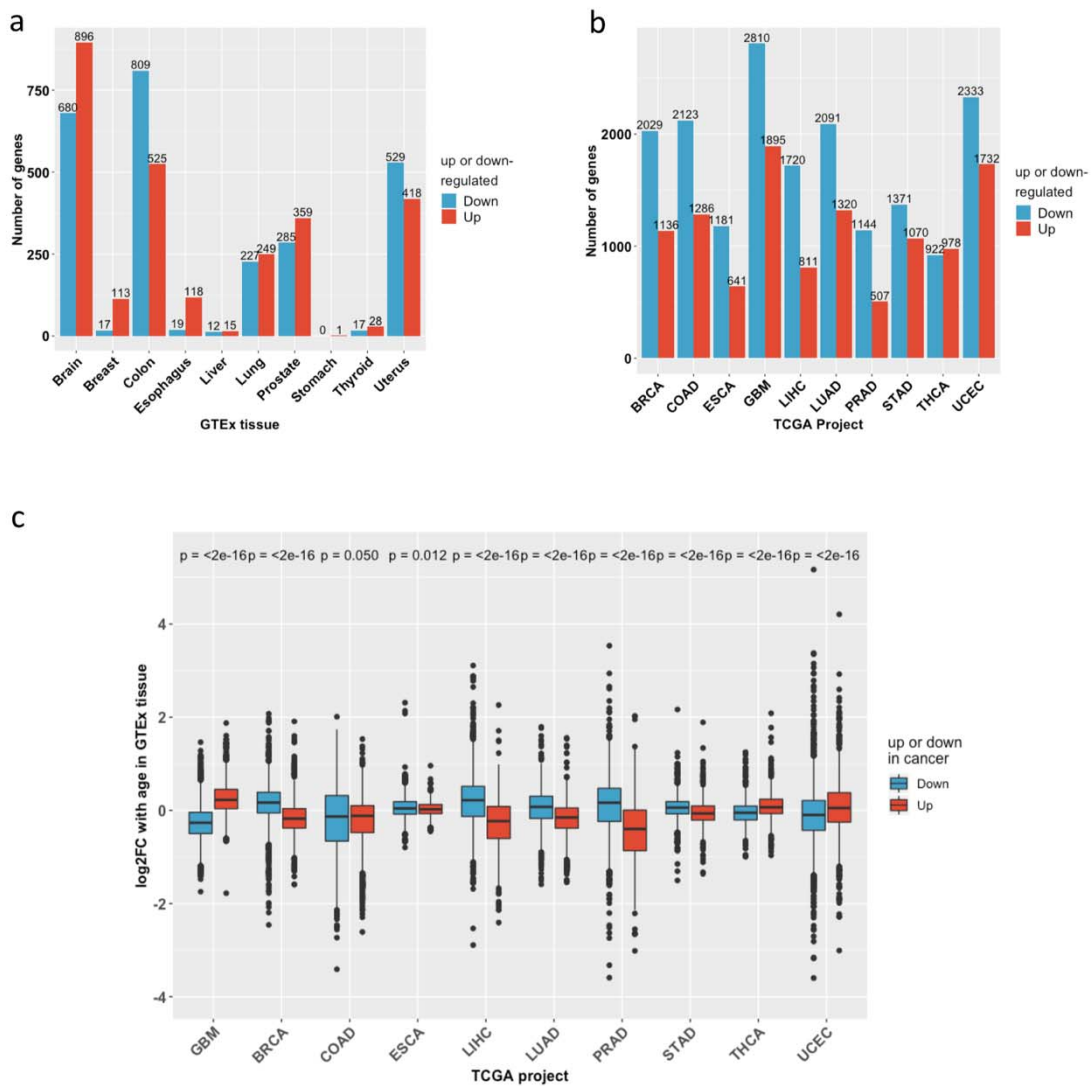 a
896
809
680
525
529
418
359
285
227
249
113
118
17
19
12
15
0
1
17
28
750
500
250
0
Number of genes
Brain
Breast
Colon
Esophagus
Liver
Lung
Prostate
Stomach
Thyroid
Uterus
GTEx tissue
up or down-
regulated
Down
Up
b
2810
2333
2029
2123
2091
1895
1720
1732
1371
1320
1286
1181
1136
1144
1070
922
978
811
641
507
2000
1000
0
Number of genes
BRCA
COAD
ESCA
GBM
LIHC
LUAD
PRAD
STAD
THCA
UCEC
TCGA Project
up or down-
regulated
Down
Up
c
p = <2e-16 p = <2e-16 p = 0.050 p = 0.012 p = <2e-16 p = <2e-16 p = <2e-16 p = <2e-16 p = <2e-16 p = <2e-16
4
2
0
-2
-4
log2FC with age in GTEx tissue
GBM
BRCA
COAD
ESCA
LIHC
LUAD
PRAD
STAD
THCA
UCEC
TCGA project
up or down
in cancer
Down
Up